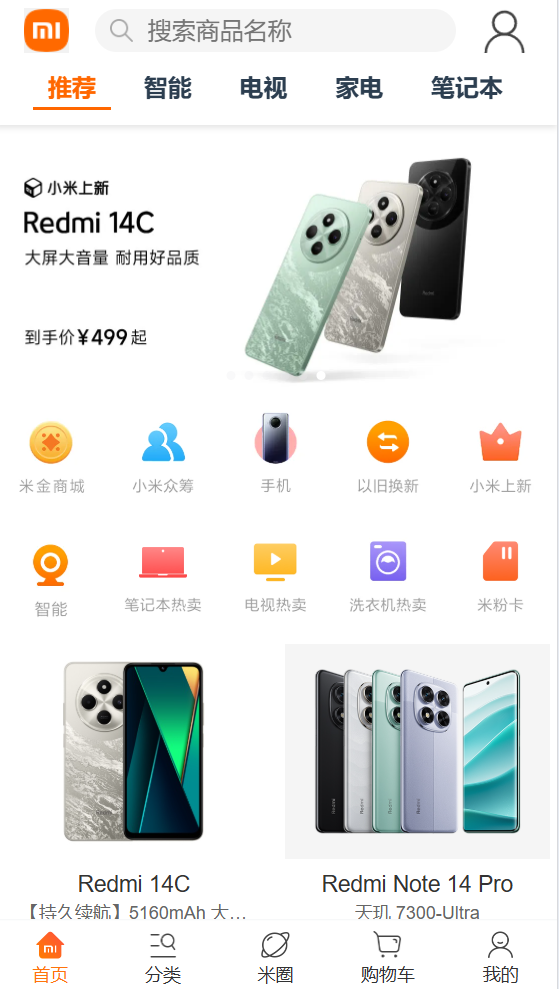 搜索商品名称
推荐 智能 电视 家电 笔记本
小米上新
Redmi 14C
大屏大音量 耐用好品质
到手价¥499起
米金商城 小米众筹 手机 以旧换新 小米上新
智能 笔记本热卖 电视热卖 洗衣机热卖 米粉卡
Redmi 14C Redmi Note 14 Pro
【持久续航】5160mAh 大... 天玑 7300-Ultra
首页 分类 米圈 购物车 我的